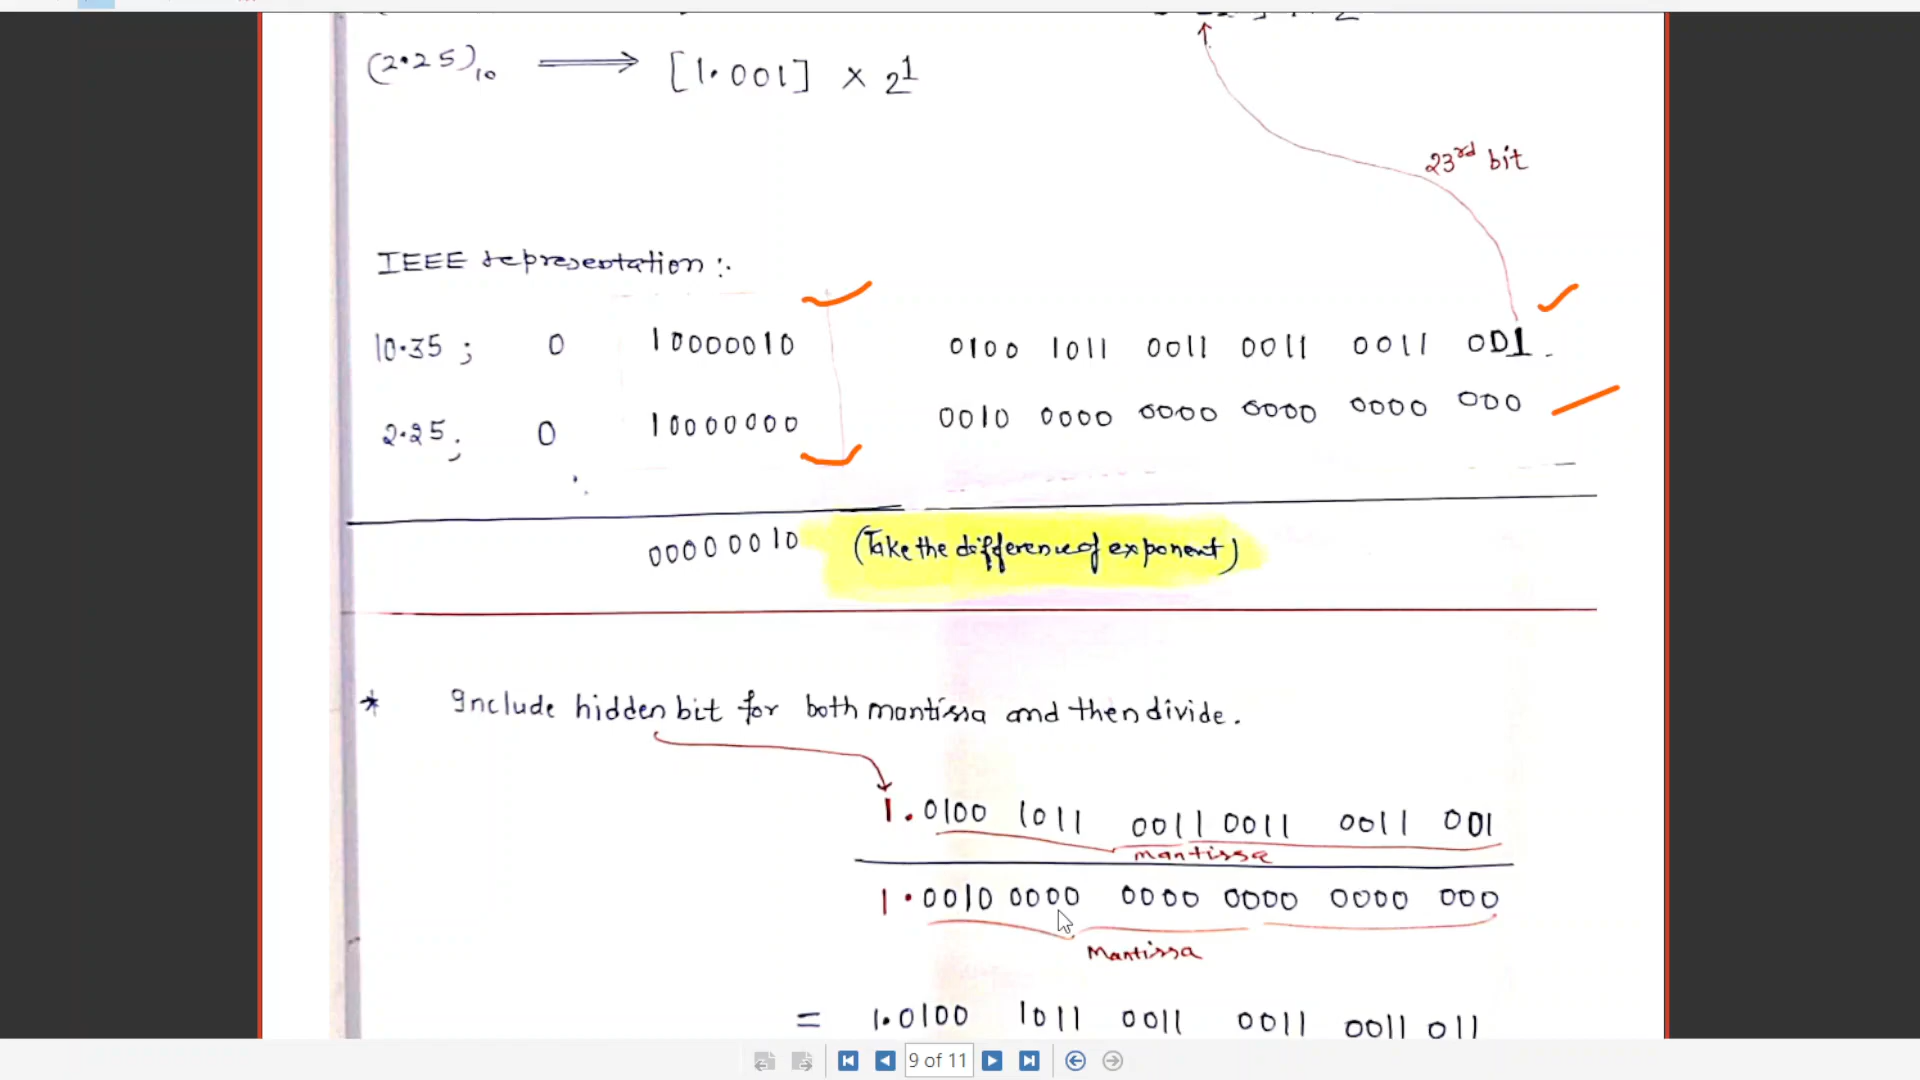 (2.25)10 ⟹ [1.001] × 2^1
23rd bit
IEEE representation :.
10.35 ; 0 10000010 0100 1011 0011 0011 0011 001
2.25 ; 0 10000000 0010 0000 0000 0000 0000 000
00000010 (Take the difference of exponent)
* Include hidden bit for both mantissa and then divide.
1.0100 1011 0011 0011 0011 001
mantissa
1.0010 0000 0000 0000 0000 000
Mantissa
= 1.0100 1011 0011 0011 0011 011
9 of 11